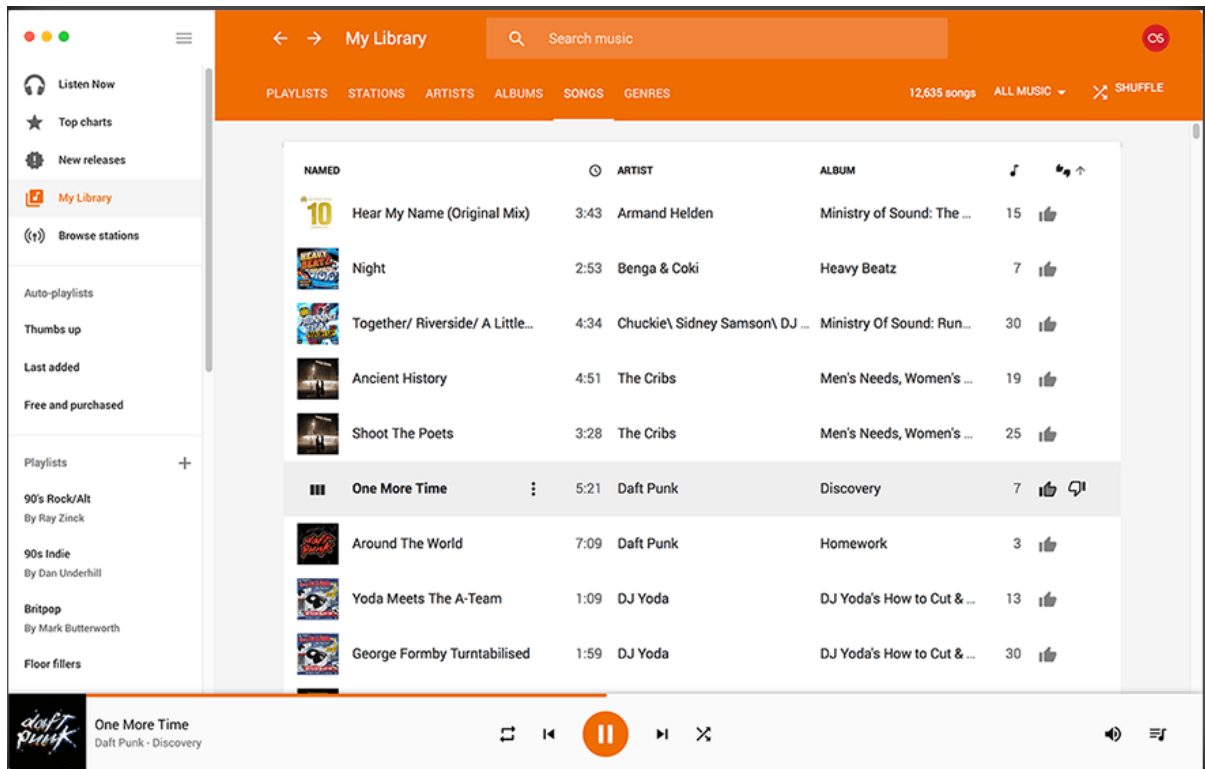 My Library
Search music
PLAYLISTS STATIONS ARTISTS ALBUMS SONGS GENRES 12,635 songs ALL MUSIC SHUFFLE
Listen Now
Top charts
New releases
My Library
Browse stations
Auto-playlists
Thumbs up
Last added
Free and purchased
Playlists +
90's Rock/Alt
By Ray Zinck
90s Indie
By Dan Underhill
Britpop
By Mark Butterworth
Floor fillers
NAMED ARTIST ALBUM
10 Hear My Name (Original Mix) 3:43 Armand Helden Ministry of Sound: The ... 15
HEAVY BEATZ Night 2:53 Benga & Coki Heavy Beatz 7
Together/ Riverside/ A Little... 4:34 Chuckie\ Sidney Samson\ DJ ... Ministry Of Sound: Run... 30
Ancient History 4:51 The Cribs Men's Needs, Women's ... 19
Shoot The Poets 3:28 The Cribs Men's Needs, Women's ... 25
One More Time 5:21 Daft Punk Discovery 7
daft punk Around The World 7:09 Daft Punk Homework 3
Yoda Meets The A-Team 1:09 DJ Yoda DJ Yoda's How to Cut & ... 13
George Formby Turntabilised 1:59 DJ Yoda DJ Yoda's How to Cut & ... 30
daft punk
One More Time
Daft Punk - Discovery